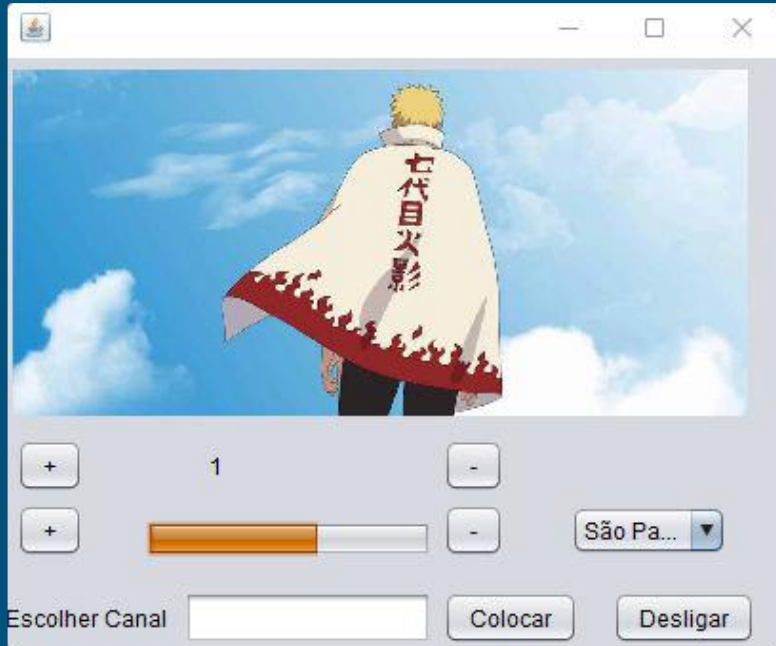 七代目火影
+ 1 -
+ - São Pa...
Escolher Canal Colocar Desligar